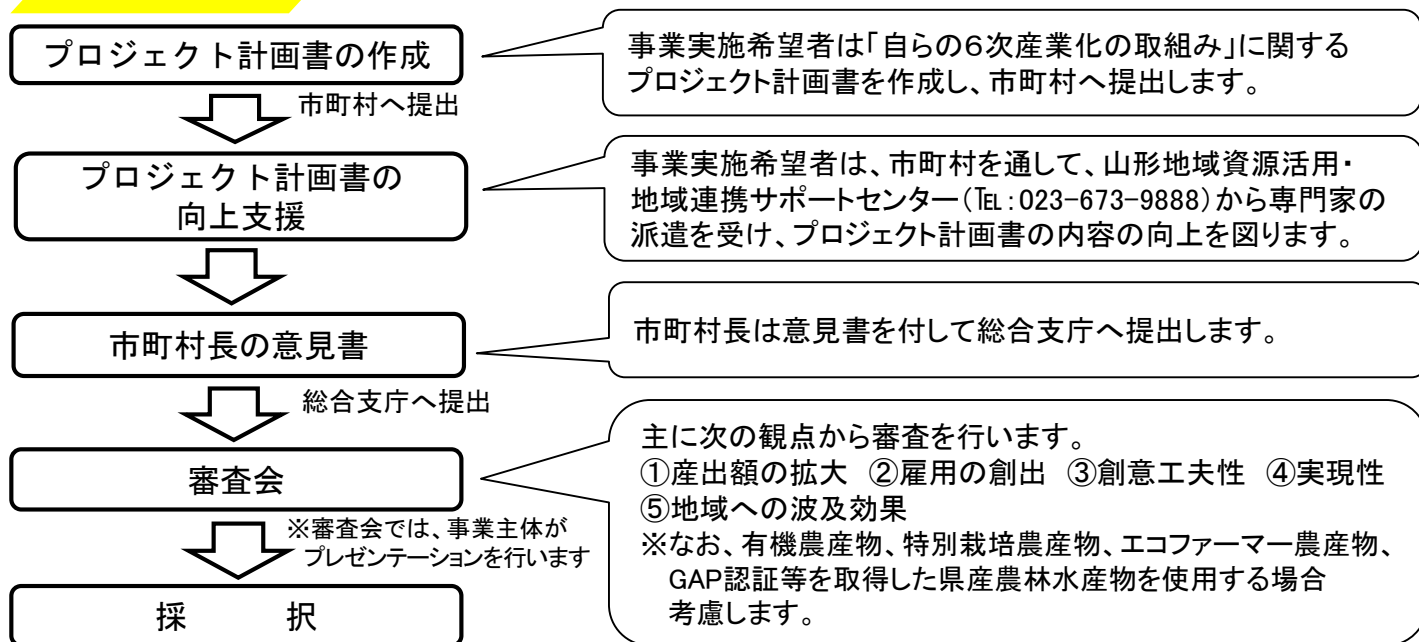 プロジェクト計画書の作成
事業実施希望者は「自らの6次産業化の取組み」に関する
プロジェクト計画書を作成し、市町村へ提出します。
市町村へ提出
プロジェクト計画書の
向上支援
事業実施希望者は、市町村を通して、山形地域資源活用・
地域連携サポートセンター(℡:023-673-9888)から専門家の
派遣を受け、プロジェクト計画書の内容の向上を図ります。
市町村長の意見書
市町村長は意見書を付して総合支庁へ提出します。
総合支庁へ提出
審査会
主に次の観点から審査を行います。
①産出額の拡大 ②雇用の創出 ③創意工夫性 ④実現性
⑤地域への波及効果
※なお、有機農産物、特別栽培農産物、エコファーマー農産物、
GAP認証等を取得した県産農林水産物を使用する場合
考慮します。
※審査会では、事業主体が
プレゼンテーションを行います
採 択